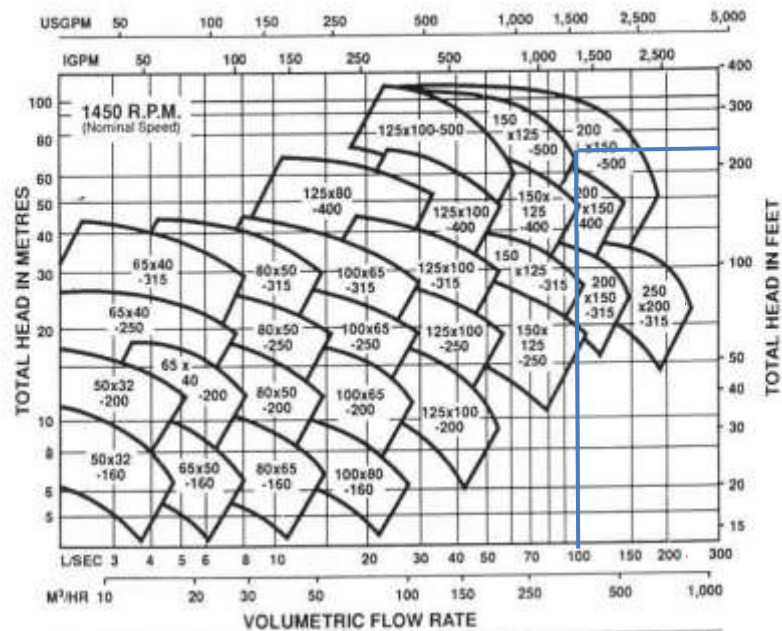 USGPM 50 100 150 250 500 1,000 1,500 2,500 5,000
IGPM 50 100 150 250 500 1,000 1,500 2,500
1450 R.P.M.
(Nominal Speed)
TOTAL HEAD IN METRES
100
80
60
50
40
30
20
10
8
6
5
400
300
200
100
50
40
30
20
15
TOTAL HEAD IN FEET
125x100-500
150
x125
-500
200
x150
-500
125x80
-400
125x100
-400
150x
125
-400
200
x150
400
65x40
-315
80x50
-315
100x65
-315
125x100
-315
150
x125
-315
200
x150
-315
250
x200
-315
65x40
-250
80x50
-250
100x65
-250
125x100
-250
150x
125
-250
50x32
-200
65 x
40
-200
80x50
-200
100x65
-200
125x100
-200
50x32
-160
65x50
-160
80x65
-160
100x80
-160
L/SEC 3 4 5 6 8 10 20 30 40 50 70 100 150 200 300
M³/HR 10 20 30 50 100 150 250 500 1,000
VOLUMETRIC FLOW RATE